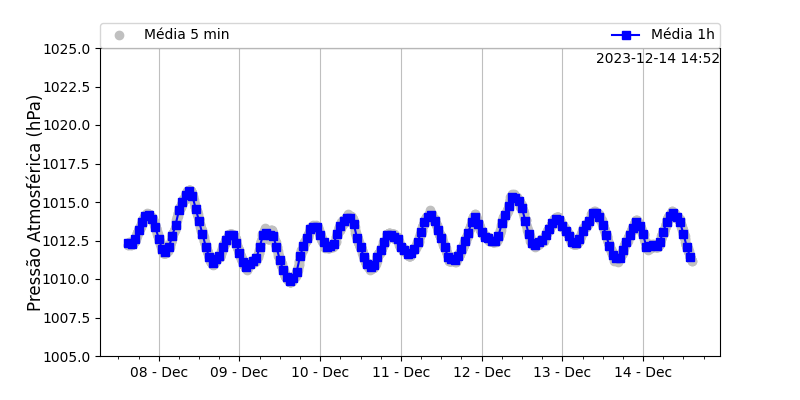 Média 5 min
Média 1h
2023-12-14 14:52
Pressão Atmosférica (hPa)
1025.0
1022.5
1020.0
1017.5
1015.0
1012.5
1010.0
1007.5
1005.0
08 - Dec
09 - Dec
10 - Dec
11 - Dec
12 - Dec
13 - Dec
14 - Dec